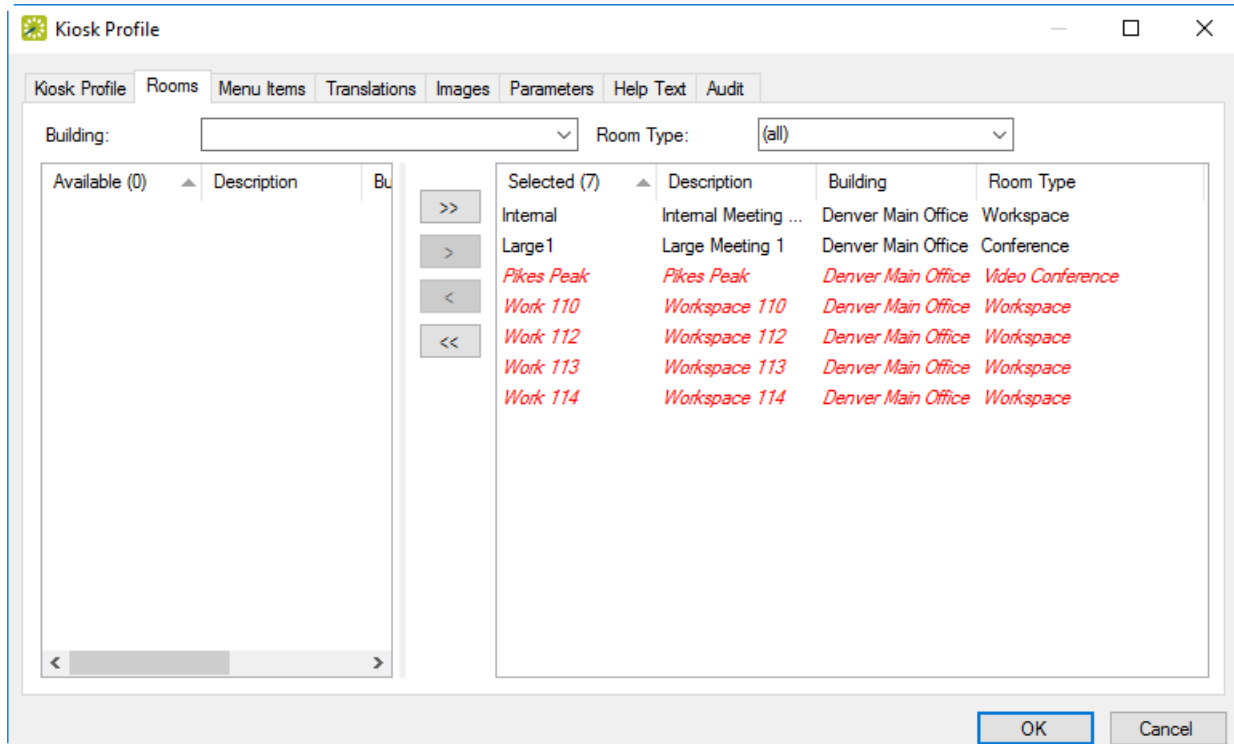 Kiosk Profile
Kiosk Profile Rooms Menu Items Translations Images Parameters Help Text Audit
Building: Room Type: (all)
Available (0) Description Bu >> Selected (7) Description Building Room Type
Internal Internal Meeting ... Denver Main Office Workspace
> Large1 Large Meeting 1 Denver Main Office Conference
Pikes Peak Pikes Peak Denver Main Office Video Conference
< Work 110 Workspace 110 Denver Main Office Workspace
<< Work 112 Workspace 112 Denver Main Office Workspace
Work 113 Workspace 113 Denver Main Office Workspace
Work 114 Workspace 114 Denver Main Office Workspace
OK Cancel